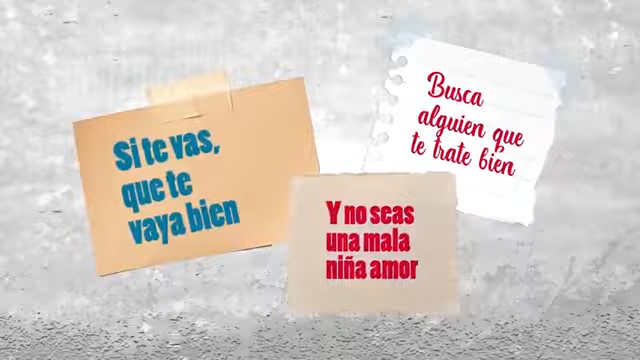 Si te vas,
que te
vaya bien
Busca
alguien que
te trate bien
Y no seas
una mala
niña amor